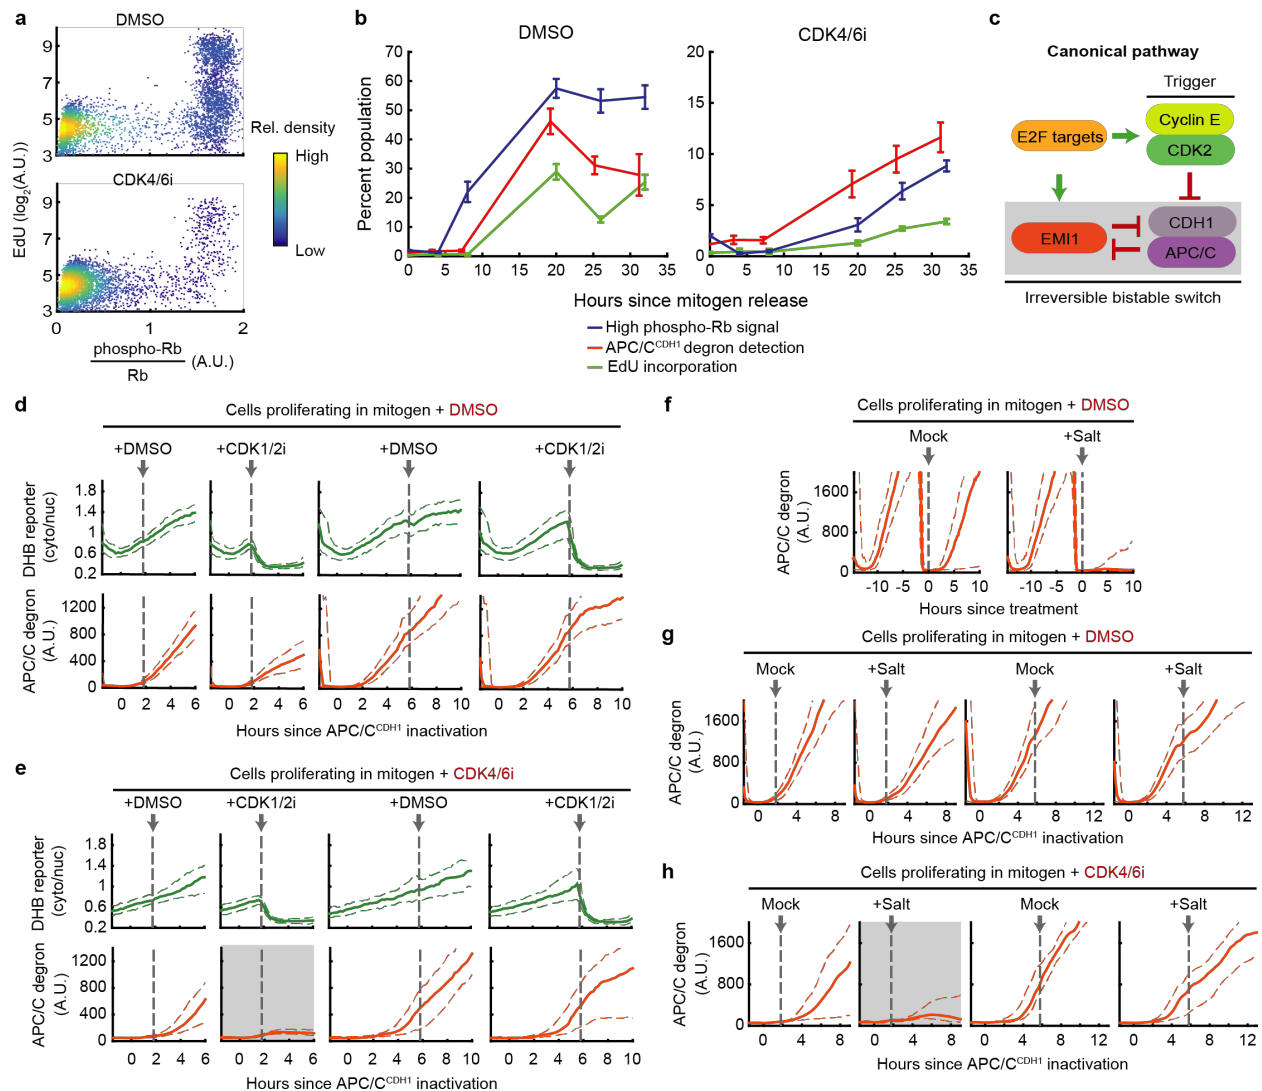 a
DMSO
9
7
5
3
CDK4/6i
9
7
5
3
EdU (log2(A.U.))
0
1
2
phospho-Rb
Rb
(A.U.)
Rel. density
High
Low
b
DMSO
70
60
50
40
30
20
10
0
Percent population
0 5 10 15 20 25 30 35
CDK4/6i
20
15
10
5
0
0 5 10 15 20 25 30 35
Hours since mitogen release
High phospho-Rb signal
APC/C^CDH1 degron detection
EdU incorporation
c
Canonical pathway
Trigger
Cyclin E
E2F targets
CDK2
CDH1
EMI1
APC/C
Irreversible bistable switch
d
Cells proliferating in mitogen + DMSO
+DMSO +CDK1/2i +DMSO +CDK1/2i
DHB reporter
(cyto/nuc)
1.8
1.4
1
0.6
0.2
APC/C degron
(A.U.)
1200
800
400
0
0 2 4 6 0 2 4 6 0 2 4 6 8 10 0 2 4 6 8 10
Hours since APC/C^CDH1 inactivation
e
Cells proliferating in mitogen + CDK4/6i
+DMSO +CDK1/2i +DMSO +CDK1/2i
DHB reporter
(cyto/nuc)
1.8
1.4
1
0.6
0.2
APC/C degron
(A.U.)
1200
800
400
0
0 2 4 6 0 2 4 6 0 2 4 6 8 10 0 2 4 6 8 10
Hours since APC/C^CDH1 inactivation
f
Cells proliferating in mitogen + DMSO
Mock +Salt
APC/C degron
(A.U.)
1600
800
0
-10 -5 0 5 10 -10 -5 0 5 10
Hours since treatment
g
Cells proliferating in mitogen + DMSO
Mock +Salt Mock +Salt
APC/C degron
(A.U.)
1600
800
0
0 4 8 0 4 8 0 4 8 12 0 4 8 12
Hours since APC/C^CDH1 inactivation
h
Cells proliferating in mitogen + CDK4/6i
Mock +Salt Mock +Salt
APC/C degron
(A.U.)
1600
800
0
0 4 8 0 4 8 0 4 8 12 0 4 8 12
Hours since APC/C^CDH1 inactivation